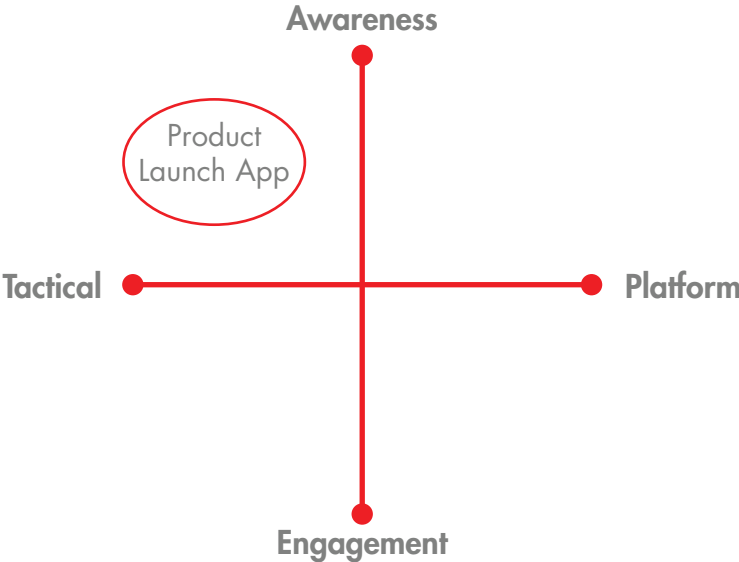 Awareness
Product
Launch App
Tactical
Platform
Engagement